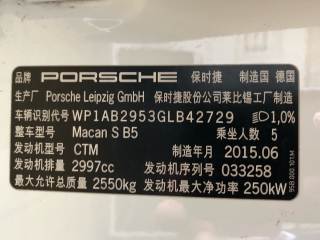 品牌 PORSCHE 保时捷 制造国 德国
生产厂 Porsche Leipzig GmbH 保时捷股份公司莱比锡工厂制造
车辆识别代号 WP1AB2953GLB42729 1,0%
整车型号 Macan S B5 乘坐人数 5
发动机型号 CTM 制造年月 2015.06
发动机排量 2997cc 发动机序列号 033258
最大允许总质量 2550kg 发动机最大净功率 250kW